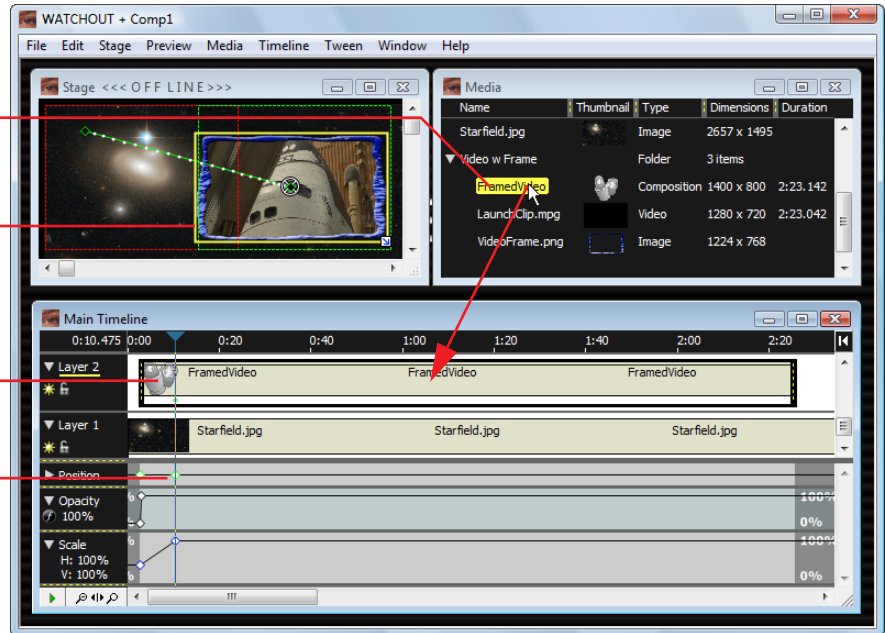 WATCHOUT + Comp1
File Edit Stage Preview Media Timeline Tween Window Help
Stage <<< O F F L I N E >>>
Media
Name Thumbnail Type Dimensions Duration
Starfield.jpg Image 2657 x 1495
Video w Frame Folder 3 items
FramedVideo Composition 1400 x 800 2:23.142
LaunchClip.mpg Video 1280 x 720 2:23.042
VideoFrame.png Image 1224 x 768
Main Timeline
0:10.475 0:00 0:20 0:40 1:00 1:20 1:40 2:00 2:20
Layer 2 FramedVideo FramedVideo FramedVideo
Layer 1 Starfield.jpg Starfield.jpg Starfield.jpg
Position
Opacity 100%
100% 0%
Scale 100%
H: 100%
V: 100% 0%